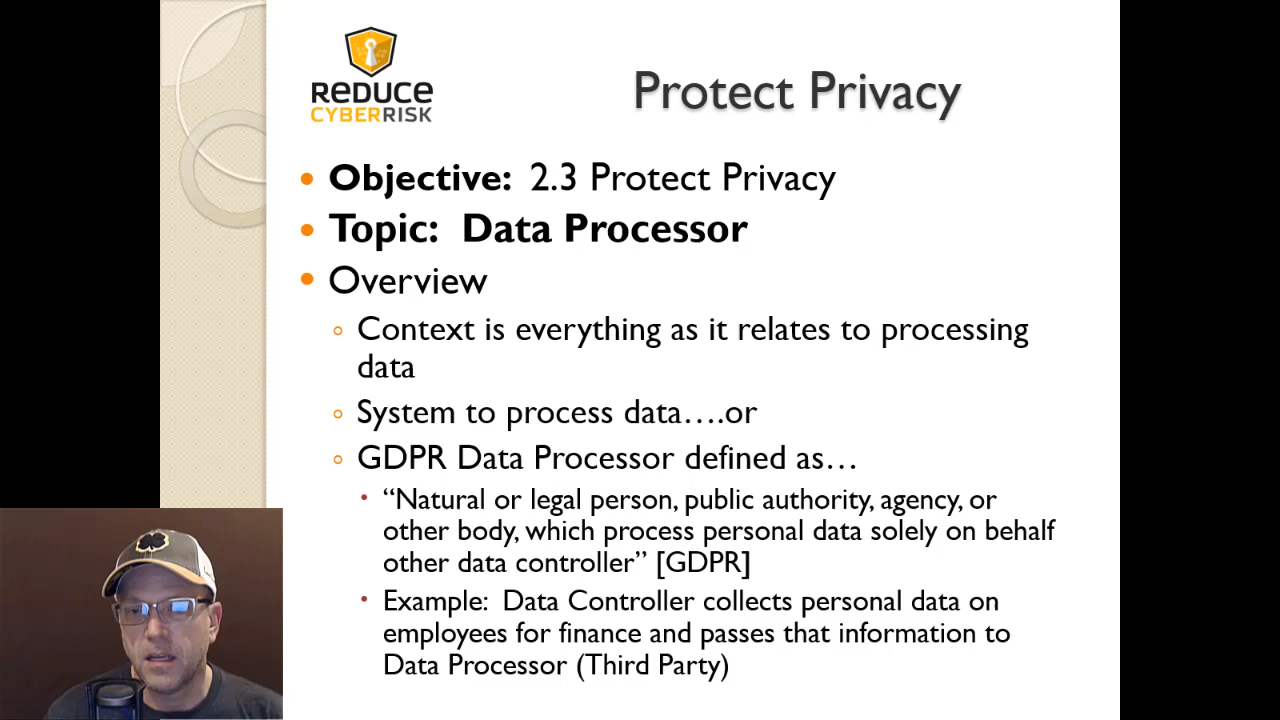 REDUCE
CYBERRISK
Protect Privacy
• Objective: 2.3 Protect Privacy
• Topic: Data Processor
• Overview
◦ Context is everything as it relates to processing
data
◦ System to process data….or
◦ GDPR Data Processor defined as…
• “Natural or legal person, public authority, agency, or
other body, which process personal data solely on behalf
other data controller” [GDPR]
• Example: Data Controller collects personal data on
employees for finance and passes that information to
Data Processor (Third Party)